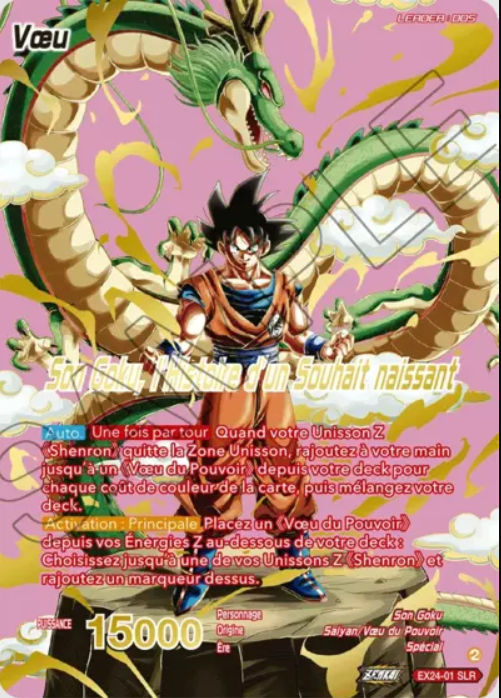 LEADER : DOS
Vœu
Son Goku, l'Histoire d'un Souhait naissant
Auto. Une fois par tour Quand votre Unisson Z
《Shenron》 quitte la Zone Unisson, rajoutez à votre main
jusqu'à un 《Vœu du Pouvoir》 depuis votre deck pour
chaque coût de couleur de la carte, puis mélangez votre
deck.
Activation : Principale Placez un 《Vœu du Pouvoir》
depuis vos Énergies Z au-dessous de votre deck :
Choisissez jusqu'à une de vos Unissons Z 《Shenron》 et
rajoutez un marqueur dessus.
PUISSANCE 15000
Personnage Son Goku
Origine Saiyan/Vœu du Pouvoir
Ère Spécial
2
ZENKAI EX24-01 SLR